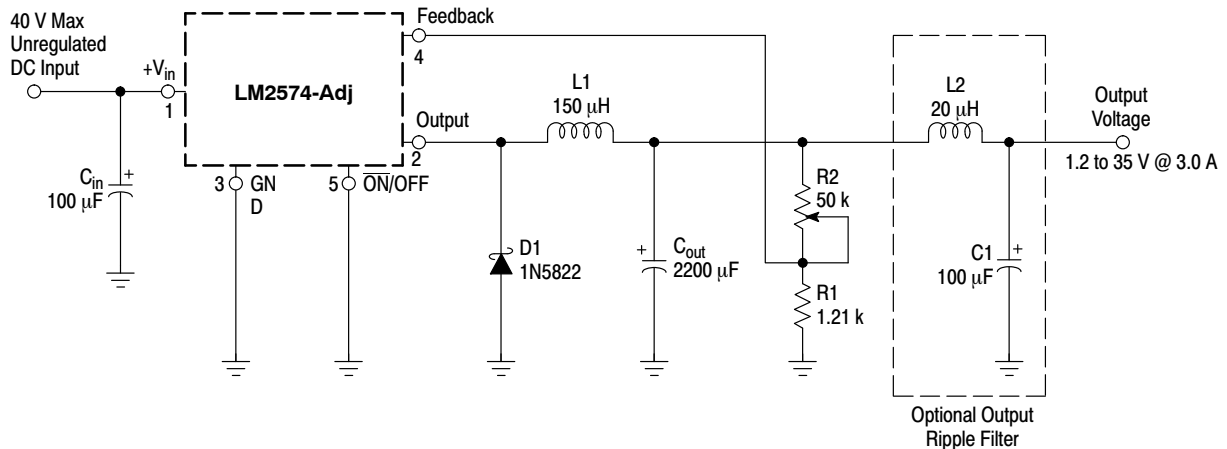 40 V Max
Unregulated
DC Input
+Vin
1
LM2574-Adj
Feedback
4
Output
2
3
GN
D
5
ON/OFF
Cin
100 µF
+
L1
150 µH
D1
1N5822
+
Cout
2200 µF
R2
50 k
R1
1.21 k
L2
20 µH
C1
100 µF
+
Output
Voltage
1.2 to 35 V @ 3.0 A
Optional Output
Ripple Filter